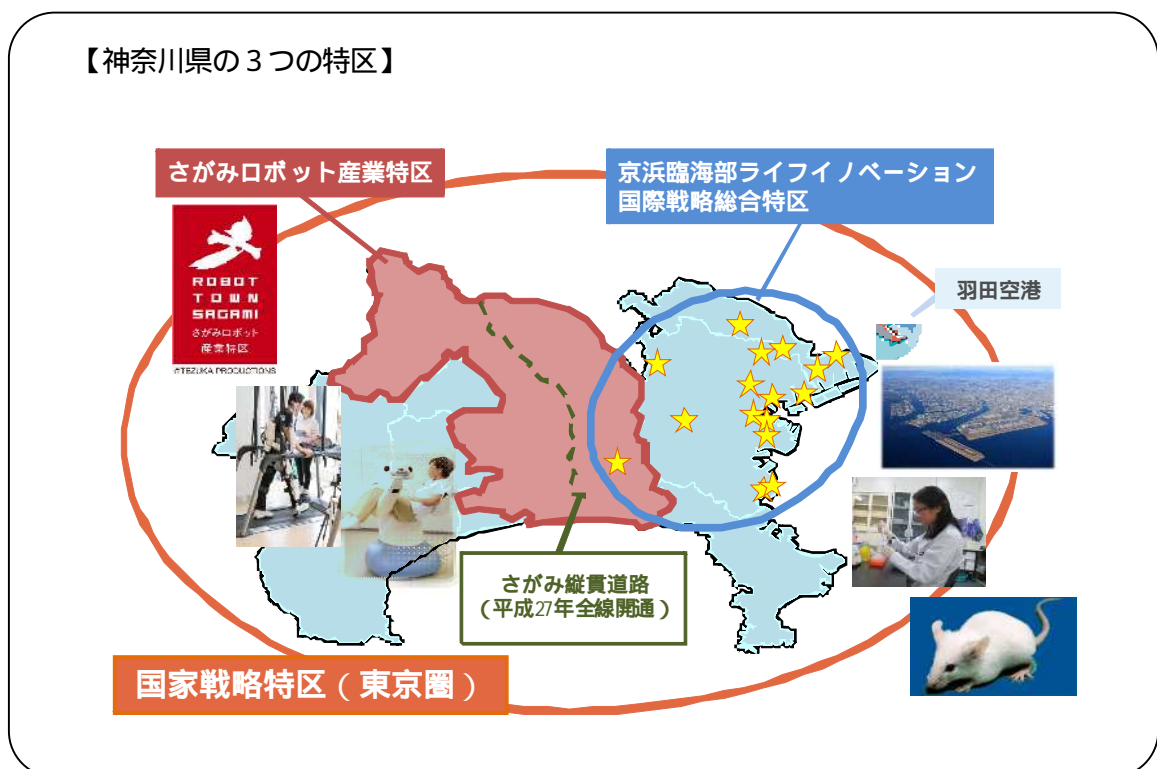 【神奈川県の３つの特区】
さがみロボット産業特区
京浜臨海部ライフイノベーション
国際戦略総合特区
ROBOT
TOWN
SAGAMI
さがみロボット
産業特区
©TEZUKA PRODUCTIONS
羽田空港
さがみ縦貫道路
（平成27年全線開通）
国家戦略特区（東京圏）